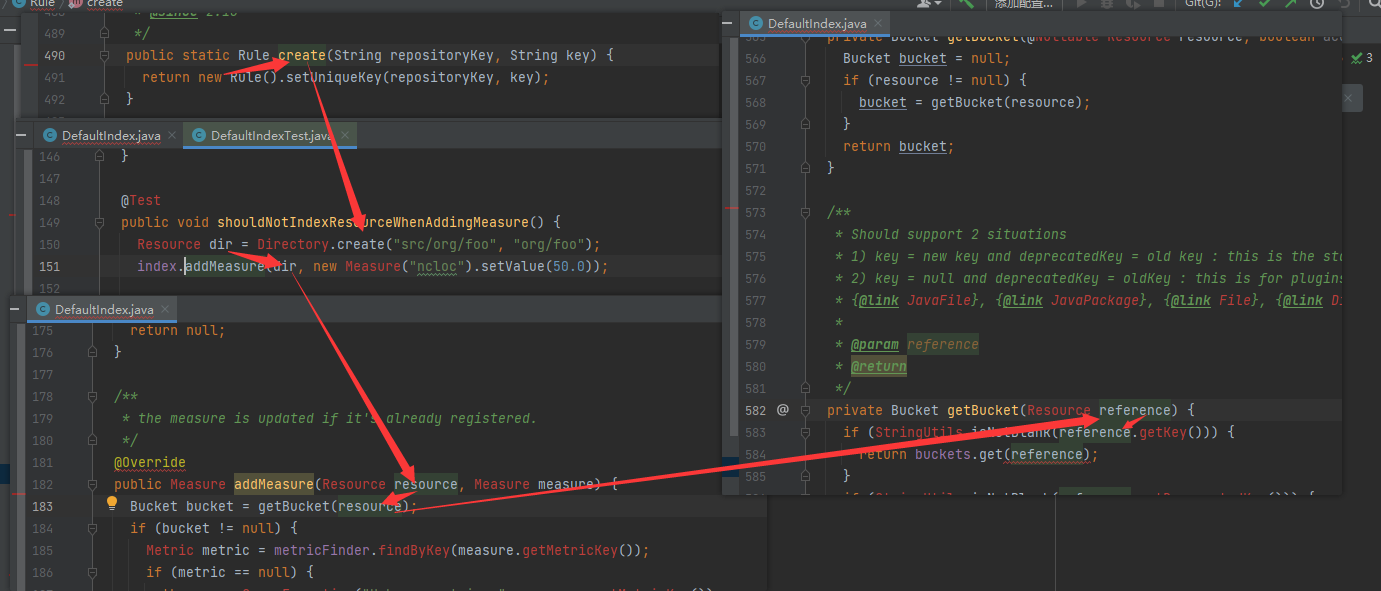 Rule create
添加配置... Git(G):
* @since 2.10
489 */
490 public static Rule create(String repositoryKey, String key) {
491 return new Rule().setUniqueKey(repositoryKey, key);
492 }
DefaultIndex.java DefaultIndexTest.java
146 }
147
148 @Test
149 public void shouldNotIndexResourceWhenAddingMeasure() {
150 Resource dir = Directory.create("src/org/foo", "org/foo");
151 index.addMeasure(dir, new Measure("ncloc").setValue(50.0));
152
DefaultIndex.java
175 return null;
176 }
177
178 /**
179 * the measure is updated if it's already registered.
180 */
181 @Override
182 public Measure addMeasure(Resource resource, Measure measure) {
183 Bucket bucket = getBucket(resource);
184 if (bucket != null) {
185 Metric metric = metricFinder.findByKey(measure.getMetricKey());
186 if (metric == null) {
DefaultIndex.java
3
565 private Bucket getBucket(@Nullable Resource resource, boolean
566 Bucket bucket = null;
567 if (resource != null) {
568 bucket = getBucket(resource);
569 }
570 return bucket;
571 }
572
573 /**
574 * Should support 2 situations
575 * 1) key = new key and deprecatedKey = old key : this is the
576 * 2) key = null and deprecatedKey = oldKey : this is for plugins
577 * {@link JavaFile}, {@link JavaPackage}, {@link File}, {@link
578 *
579 * @param reference
580 * @return
581 */
582 @ private Bucket getBucket(Resource reference) {
583 if (StringUtils.isNotBlank(reference.getKey())) {
584 return buckets.get(reference);
585 }